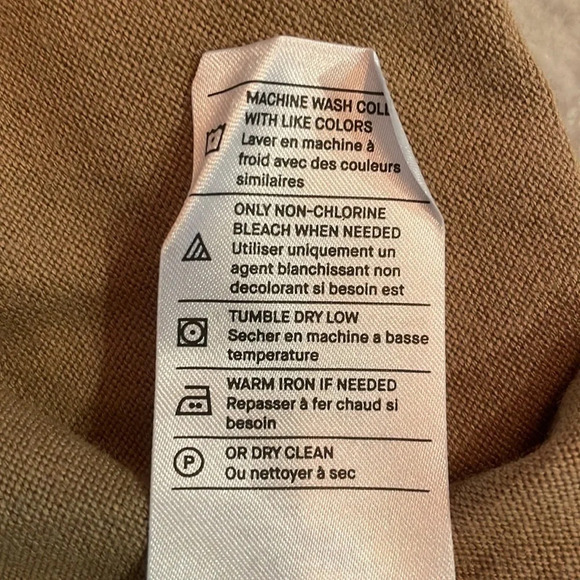 MACHINE WASH COL
WITH LIKE COLORS
Laver en machine à
froid avec des couleurs
similaires
ONLY NON-CHLORINE
BLEACH WHEN NEEDED
Utiliser uniquement un
agent blanchissant non
decolorant si besoin est
TUMBLE DRY LOW
Secher en machine a basse
temperature
WARM IRON IF NEEDED
Repasser à fer chaud si
besoin
P
OR DRY CLEAN
Ou nettoyer à sec